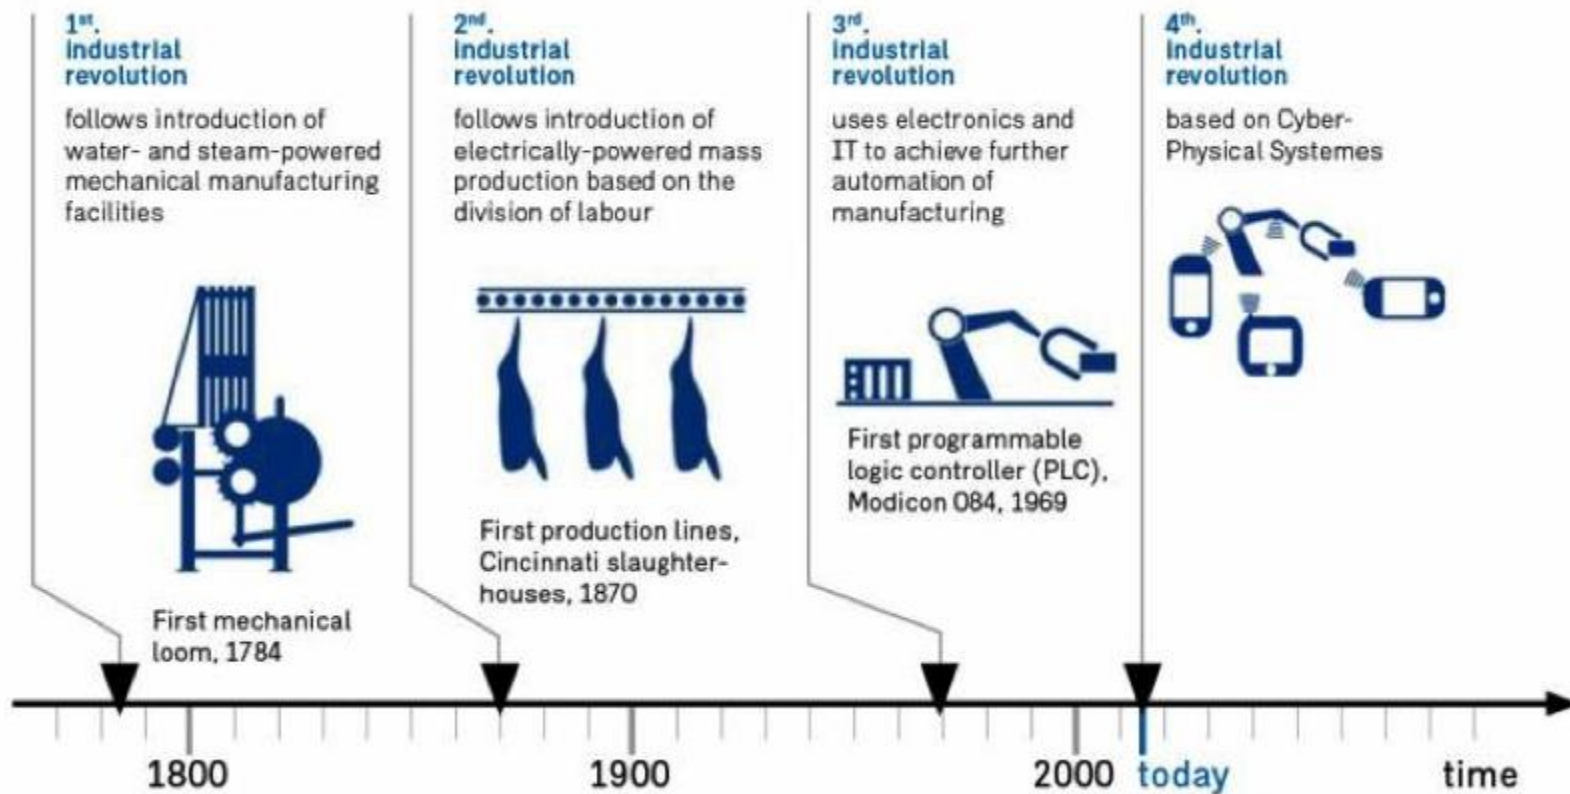 1st.
industrial
revolution
follows introduction of
water- and steam-powered
mechanical manufacturing
facilities
First mechanical
loom, 1784
2nd.
industrial
revolution
follows introduction of
electrically-powered mass
production based on the
division of labour
First production lines,
Cincinnati slaughter-
houses, 1870
3rd.
industrial
revolution
uses electronics and
IT to achieve further
automation of
manufacturing
First programmable
logic controller (PLC),
Modicon 084, 1969
4th.
industrial
revolution
based on Cyber-
Physical Systemes
1800
1900
2000
today
time